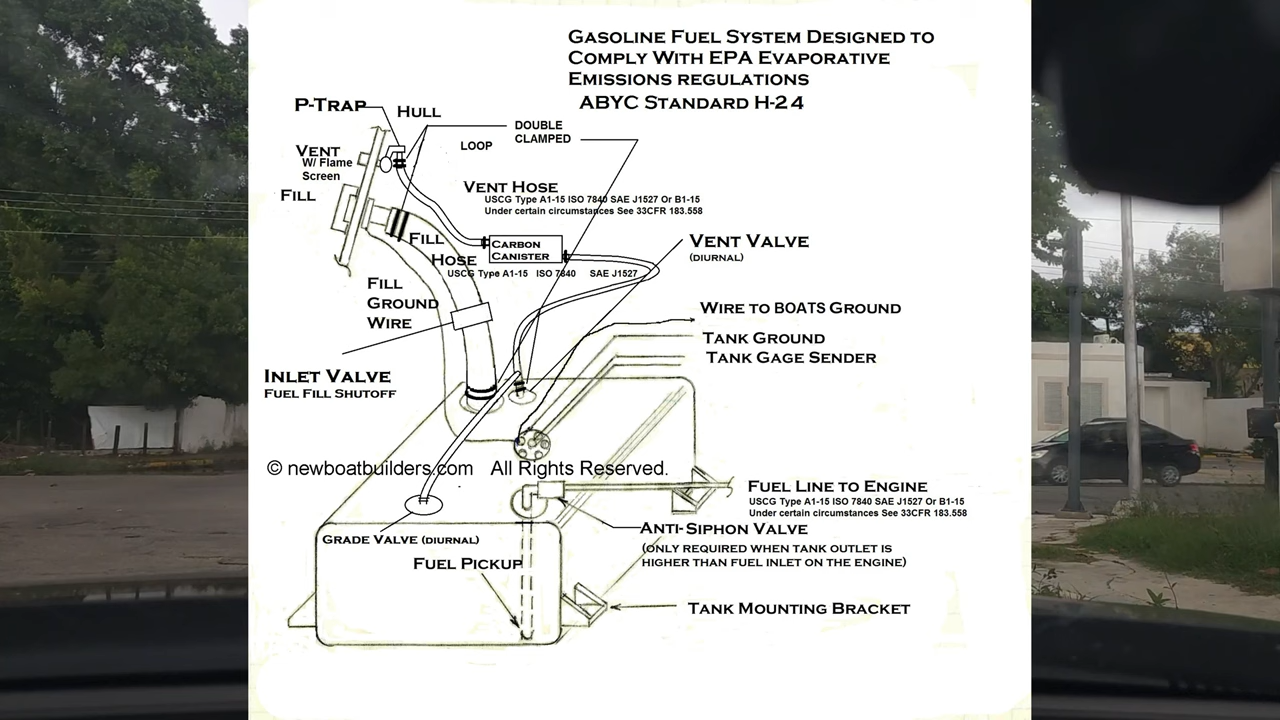 GASOLINE FUEL SYSTEM DESIGNED TO
COMPLY WITH EPA EVAPORATIVE
EMISSIONS REGULATIONS
ABYC STANDARD H-24
P-TRAP
HULL
DOUBLE
CLAMPED
LOOP
VENT
W/ Flame
Screen
FILL
VENT HOSE
USCG Type A1-15 ISO 7840 SAE J1527 Or B1-15
Under certain circumstances See 33CFR 183.558
FILL
HOSE
CARBON
CANISTER
USCG Type A1-15 ISO 7840 SAE J1527
VENT VALVE
(DIURNAL)
FILL
GROUND
WIRE
WIRE TO BOATS GROUND
TANK GROUND
TANK GAGE SENDER
INLET VALVE
FUEL FILL SHUTOFF
© newboatbuilders.com All Rights Reserved.
FUEL LINE TO ENGINE
USCG Type A1-15 ISO 7840 SAE J1527 Or B1-15
Under certain circumstances See 33CFR 183.558
ANTI-SIPHON VALVE
(ONLY REQUIRED WHEN TANK OUTLET IS
HIGHER THAN FUEL INLET ON THE ENGINE)
GRADE VALVE (DIURNAL)
FUEL PICKUP
TANK MOUNTING BRACKET